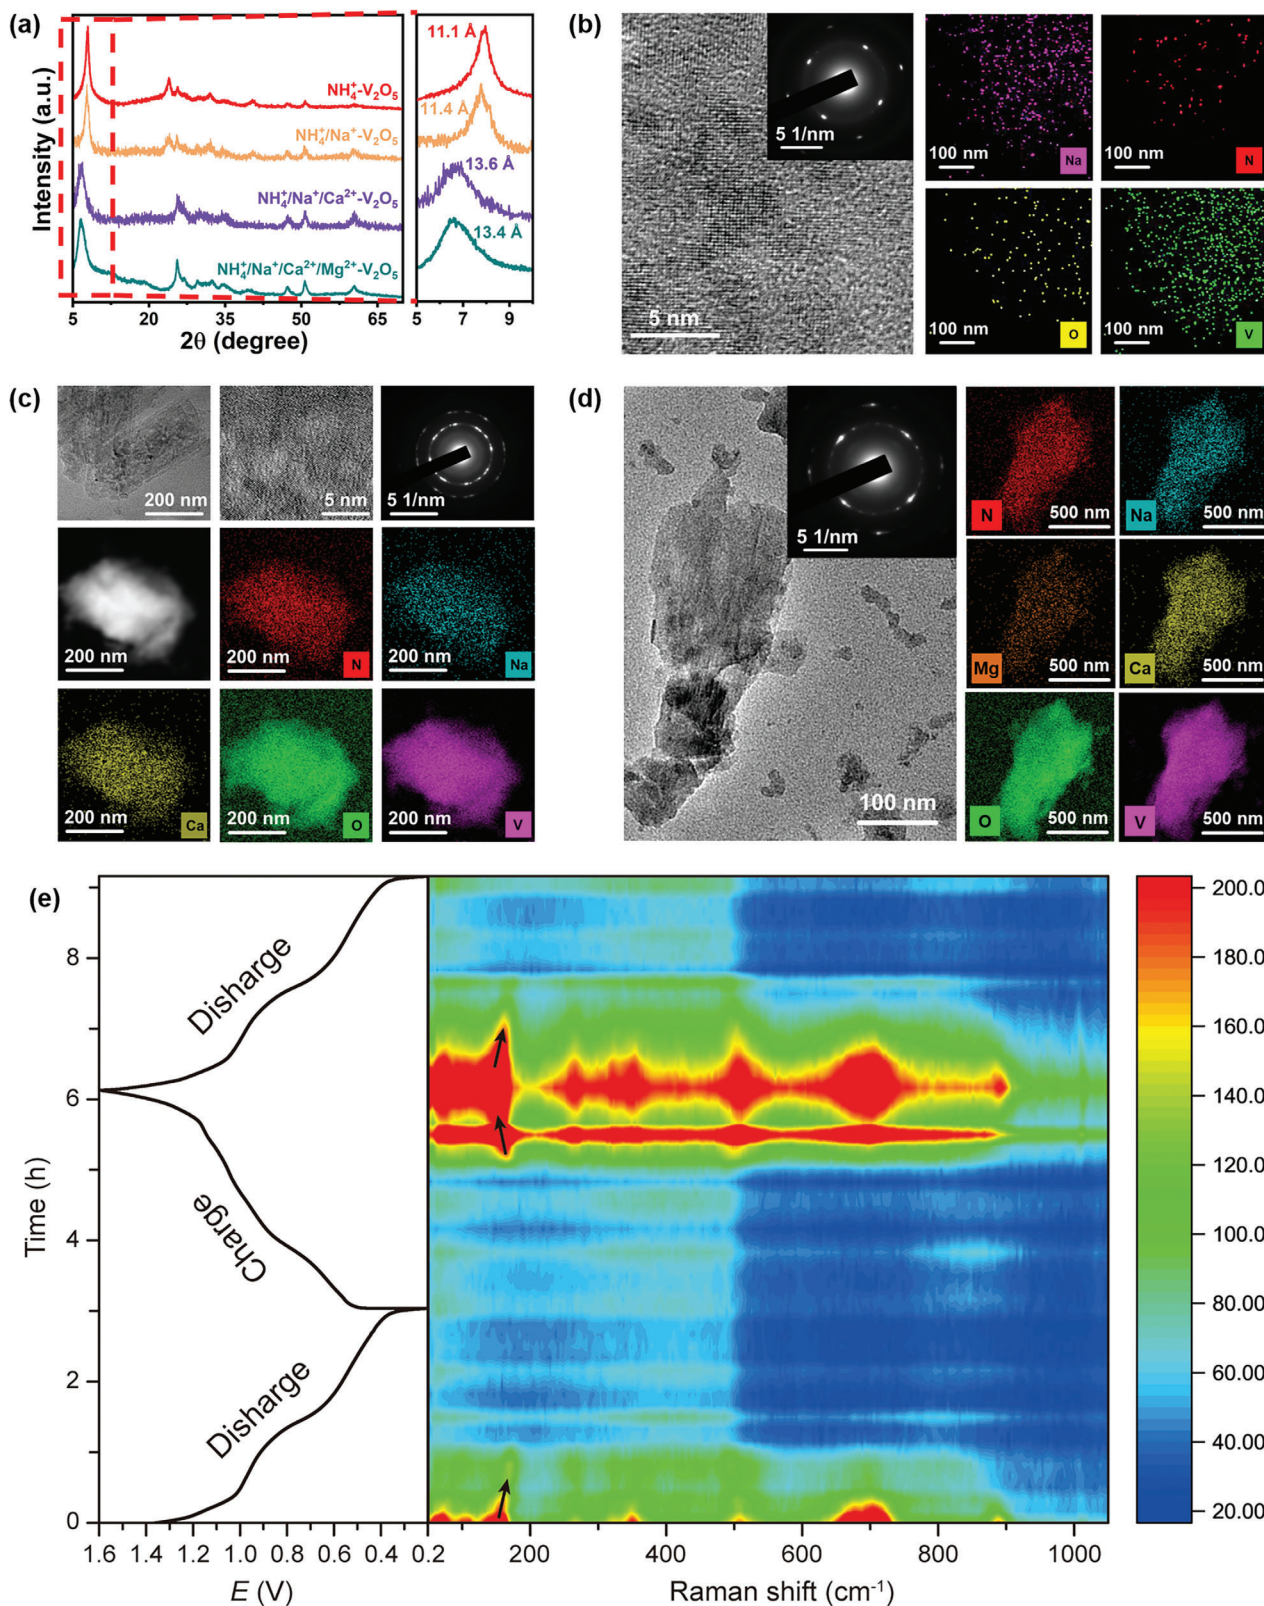 (a)
Intensity (a.u.)
NH₄⁺-V₂O₅
NH₄⁺/Na⁺-V₂O₅
NH₄⁺/Na⁺/Ca²⁺-V₂O₅
NH₄⁺/Na⁺/Ca²⁺/Mg²⁺-V₂O₅
5 20 35 50 65
2θ (degree)
11.1 Å
11.4 Å
13.6 Å
13.4 Å
5 7 9
(b)
5 1/nm
5 nm
100 nm Na
100 nm N
100 nm O
100 nm V
(c)
200 nm
5 nm
5 1/nm
200 nm
200 nm N
200 nm Na
200 nm Ca
200 nm O
200 nm V
(d)
5 1/nm
100 nm
N 500 nm
Na 500 nm
Mg 500 nm
Ca 500 nm
O 500 nm
V 500 nm
(e)
Disharge
Charge
Disharge
Time (h)
8
6
4
2
0
1.6 1.2 1.0 0.8 0.6 0.4 0.2
E (V)
200 400 600 800 1000
Raman shift (cm⁻¹)
200.0
180.0
160.0
140.0
120.0
100.0
80.00
60.00
40.00
20.00